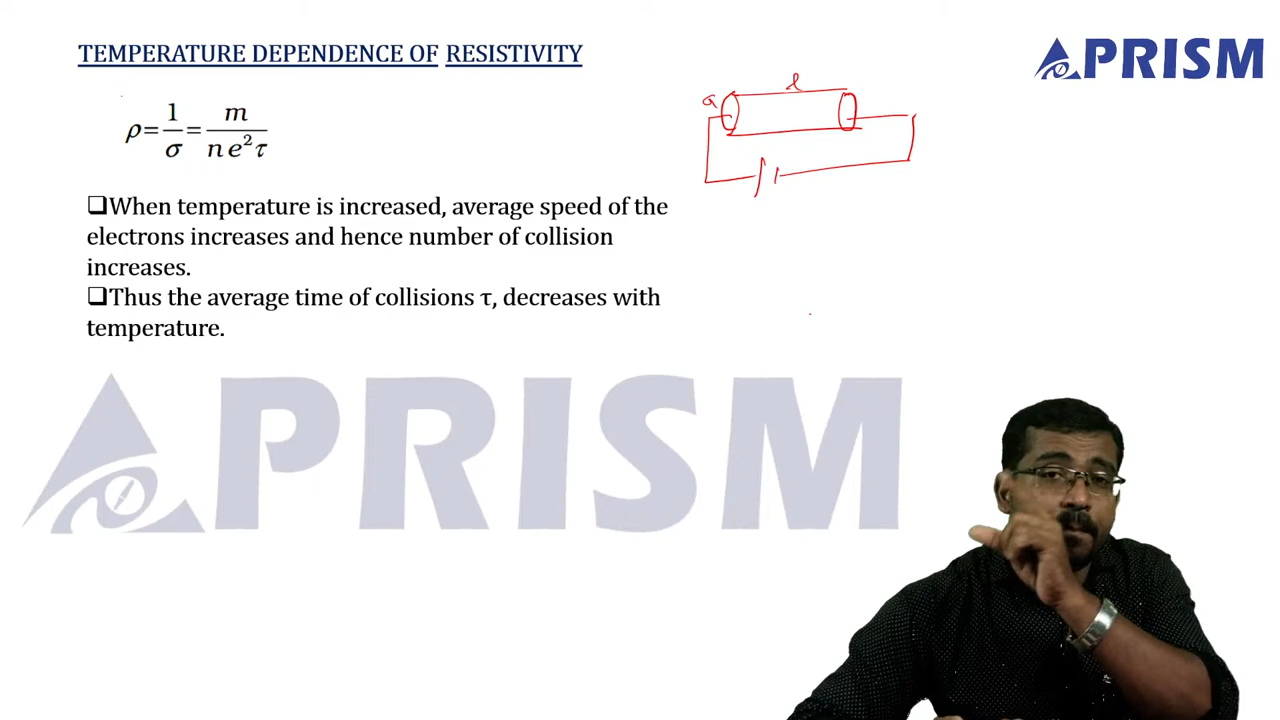 TEMPERATURE DEPENDENCE OF RESISTIVITY
PRISM
l
a
ρ = 1/σ = m/(n e² τ)
❑When temperature is increased, average speed of the
electrons increases and hence number of collision
increases.
❑Thus the average time of collisions τ, decreases with
temperature.
PRISM